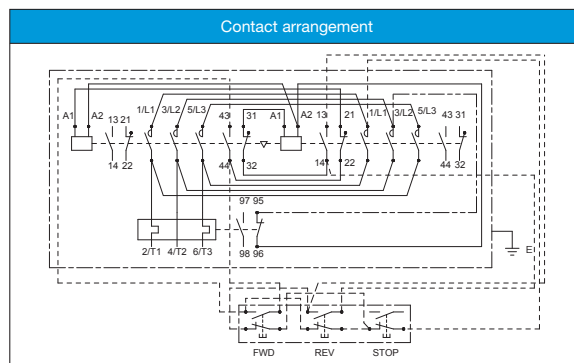 Contact arrangement
A1 A2 13 21 1/L1 3/L2 5/L3 43 31 A1 A2 13 21 1/L1 3/L2 5/L3 43 31
14 22 44 32 14 22 44 32
97 95
98 96
2/T1 4/T2 6/T3
E
FWD REV STOP